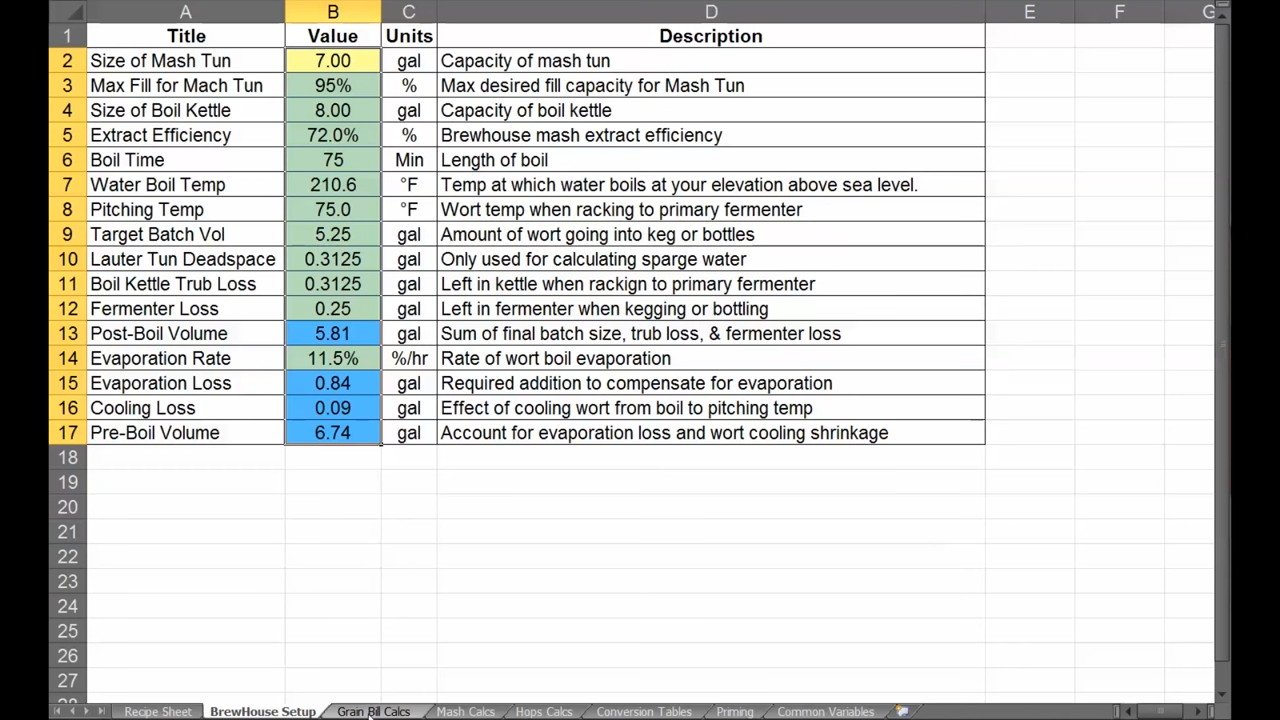 A B C D E F G
1 Title Value Units Description
2 Size of Mash Tun 7.00 gal Capacity of mash tun
3 Max Fill for Mach Tun 95% % Max desired fill capacity for Mash Tun
4 Size of Boil Kettle 8.00 gal Capacity of boil kettle
5 Extract Efficiency 72.0% % Brewhouse mash extract efficiency
6 Boil Time 75 Min Length of boil
7 Water Boil Temp 210.6 °F Temp at which water boils at your elevation above sea level.
8 Pitching Temp 75.0 °F Wort temp when racking to primary fermenter
9 Target Batch Vol 5.25 gal Amount of wort going into keg or bottles
10 Lauter Tun Deadspace 0.3125 gal Only used for calculating sparge water
11 Boil Kettle Trub Loss 0.3125 gal Left in kettle when rackign to primary fermenter
12 Fermenter Loss 0.25 gal Left in fermenter when kegging or bottling
13 Post-Boil Volume 5.81 gal Sum of final batch size, trub loss, & fermenter loss
14 Evaporation Rate 11.5% %/hr Rate of wort boil evaporation
15 Evaporation Loss 0.84 gal Required addition to compensate for evaporation
16 Cooling Loss 0.09 gal Effect of cooling wort from boil to pitching temp
17 Pre-Boil Volume 6.74 gal Account for evaporation loss and wort cooling shrinkage
18
19
20
21
22
23
24
25
26
27
28
Recipe Sheet BrewHouse Setup Grain Bill Calcs Mash Calcs Hops Calcs Conversion Tables Priming Common Variables